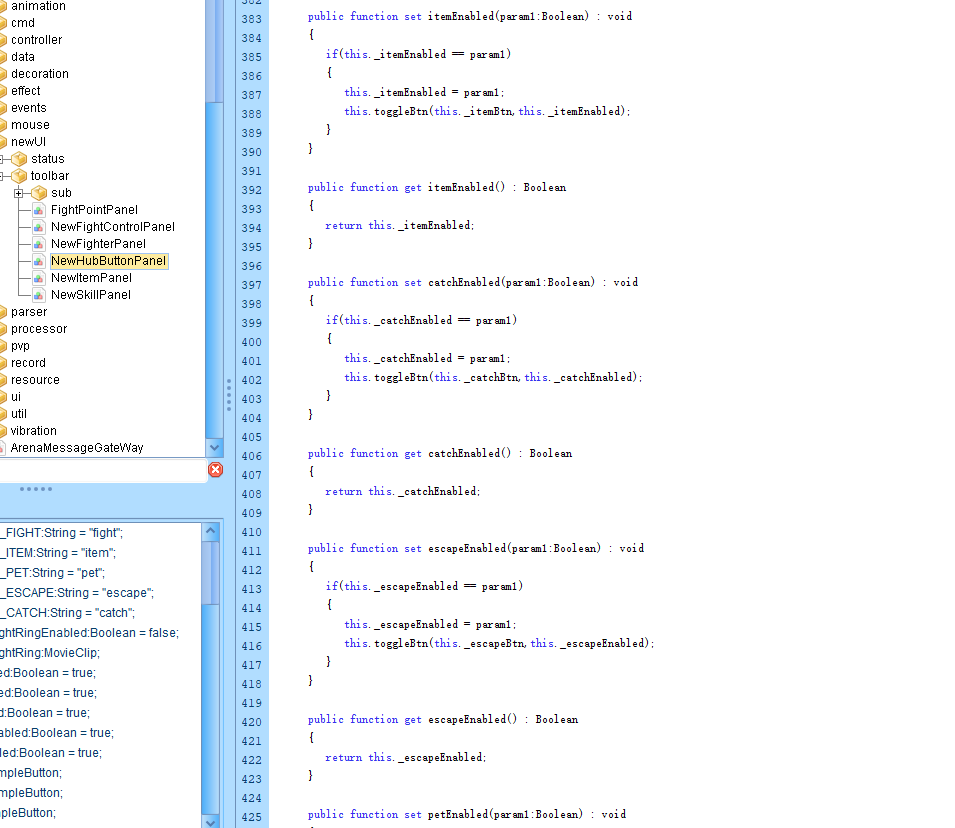 animation
cmd
controller
data
decoration
effect
events
mouse
newUI
status
toolbar
sub
FightPointPanel
NewFightControlPanel
NewFighterPanel
NewHubButtonPanel
NewItemPanel
NewSkillPanel
parser
processor
pvp
record
resource
ui
util
vibration
ArenaMessageGateWay
_FIGHT:String = "fight";
_ITEM:String = "item";
_PET:String = "pet";
_ESCAPE:String = "escape";
_CATCH:String = "catch";
ghtRingEnabled:Boolean = false;
ghtRing:MovieClip;
ed:Boolean = true;
ed:Boolean = true;
d:Boolean = true;
abled:Boolean = true;
led:Boolean = true;
mpleButton;
mpleButton;
pleButton;
382
383 public function set itemEnabled(param1:Boolean) : void
384 {
385 if(this._itemEnabled == param1)
386 {
387 this._itemEnabled = param1;
388 this.toggleBtn(this._itemBtn,this._itemEnabled);
389 }
390 }
391
392 public function get itemEnabled() : Boolean
393 {
394 return this._itemEnabled;
395 }
396
397 public function set catchEnabled(param1:Boolean) : void
398 {
399 if(this._catchEnabled == param1)
400 {
401 this._catchEnabled = param1;
402 this.toggleBtn(this._catchBtn,this._catchEnabled);
403 }
404 }
405
406 public function get catchEnabled() : Boolean
407 {
408 return this._catchEnabled;
409 }
410
411 public function set escapeEnabled(param1:Boolean) : void
412 {
413 if(this._escapeEnabled == param1)
414 {
415 this._escapeEnabled = param1;
416 this.toggleBtn(this._escapeBtn,this._escapeEnabled);
417 }
418 }
419
420 public function get escapeEnabled() : Boolean
421 {
422 return this._escapeEnabled;
423 }
424
425 public function set petEnabled(param1:Boolean) : void